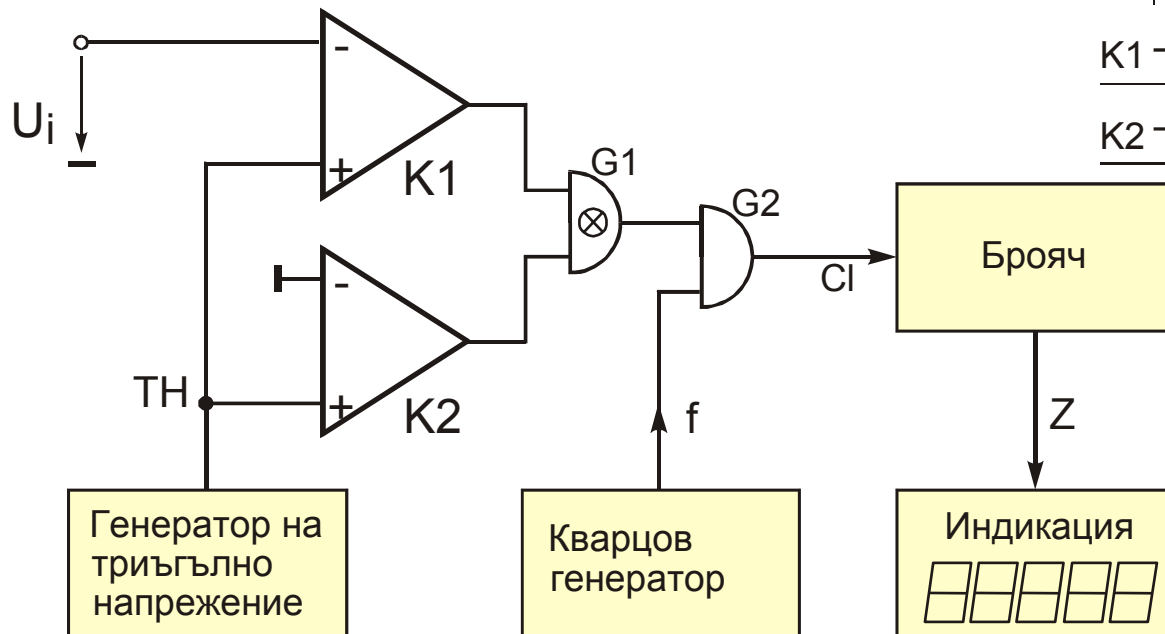 K1
Ui
-
+
K1
K2
G1
G2
Cl
Брояч
-
+
K2
TH
f
Z
Генератор на
триъгълно
напрежение
Кварцов
генератор
Индикация